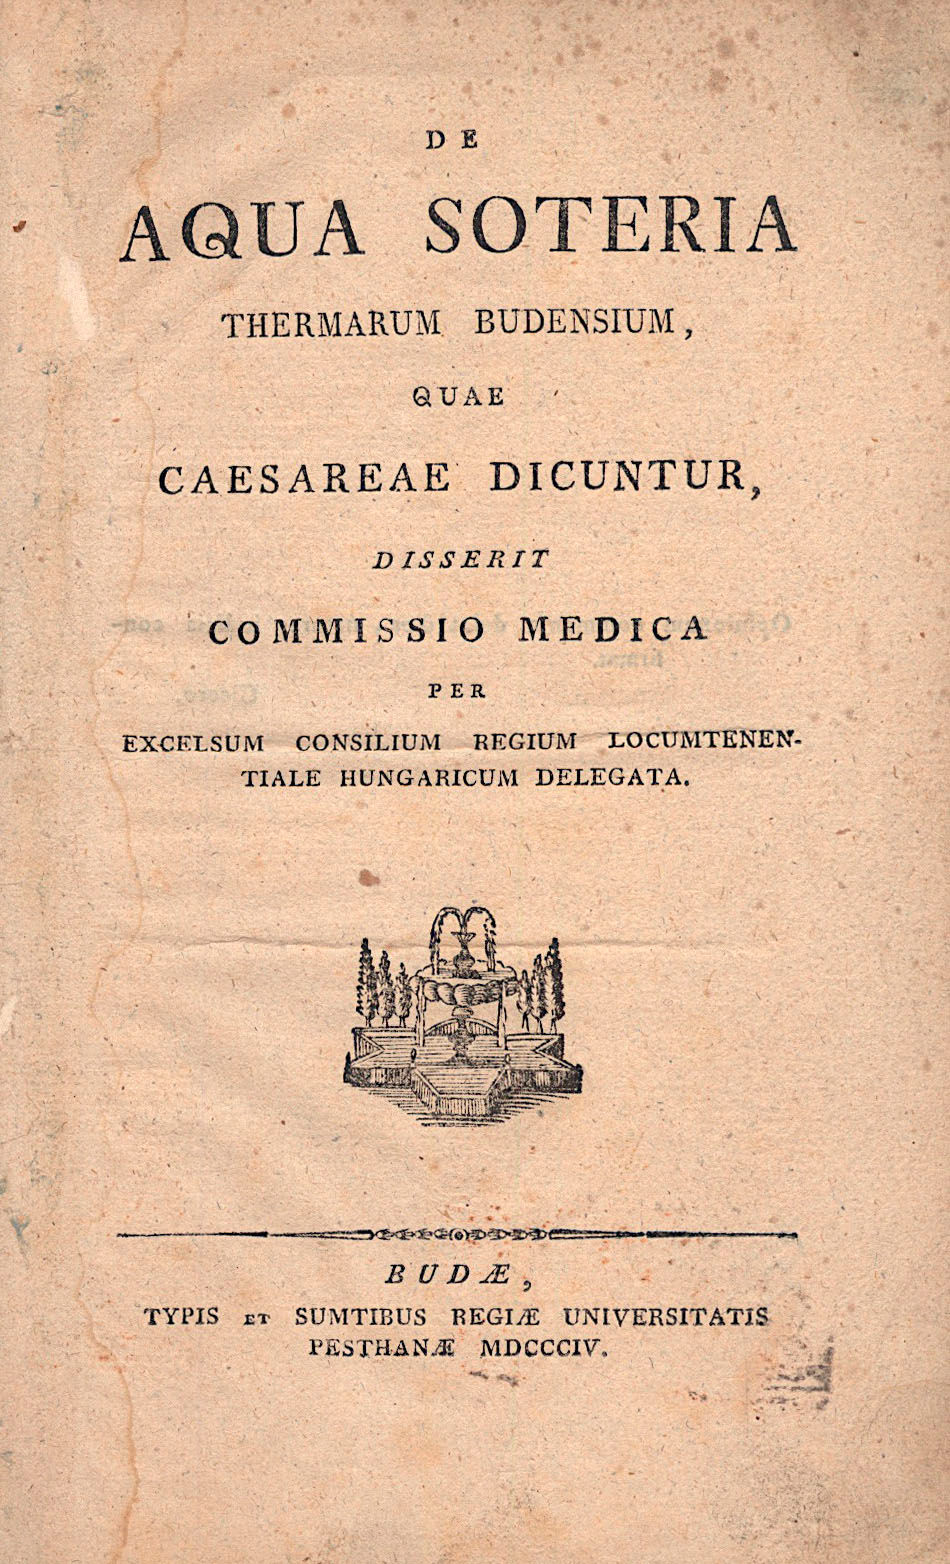 DE
AQUA SOTERIA
THERMARUM BUDENSIUM,
QUAE
CAESAREAE DICUNTUR,
DISSERIT
COMMISSIO MEDICA
PER
EXCELSUM CONSILIUM REGIUM LOCUMTENEN-
TIALE HUNGARICUM DELEGATA.
BUDÆ,
TYPIS ET SUMTIBUS REGIÆ UNIVERSITATIS
PESTHANÆ MDCCCIV.